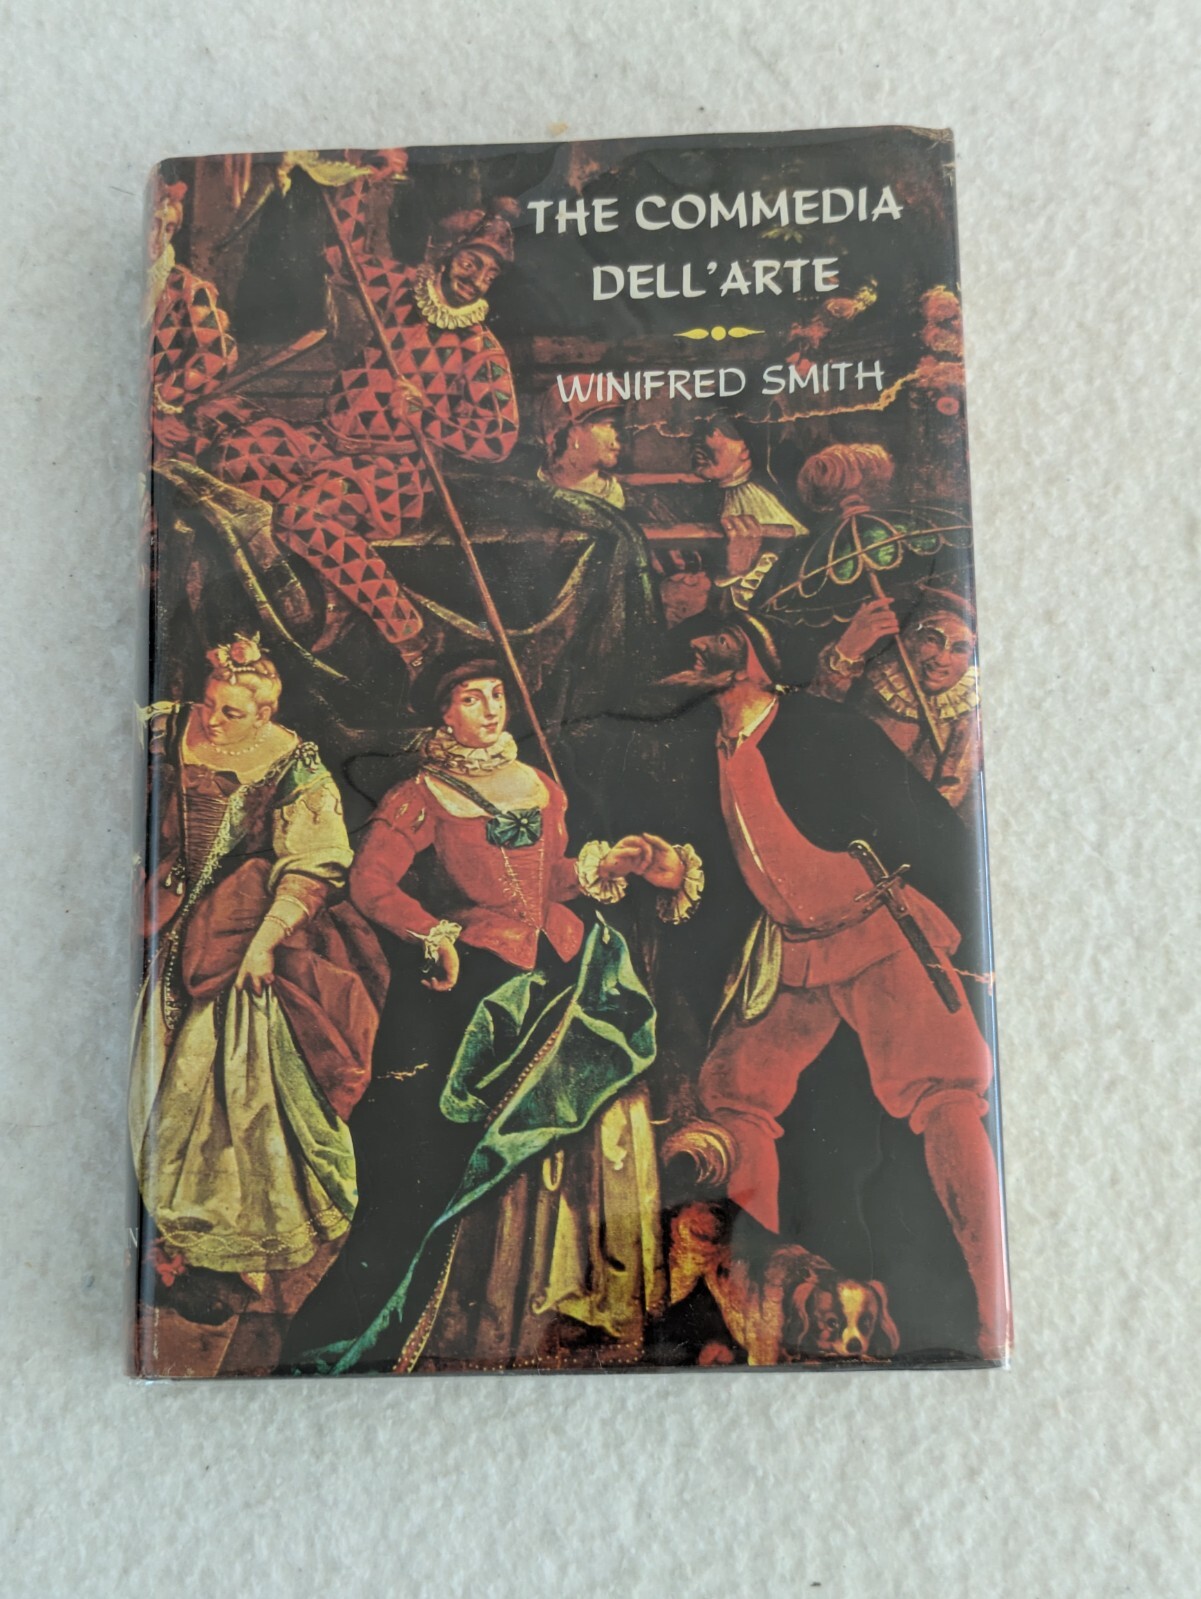 THE COMMEDIA
DELL'ARTE
WINIFRED SMITH